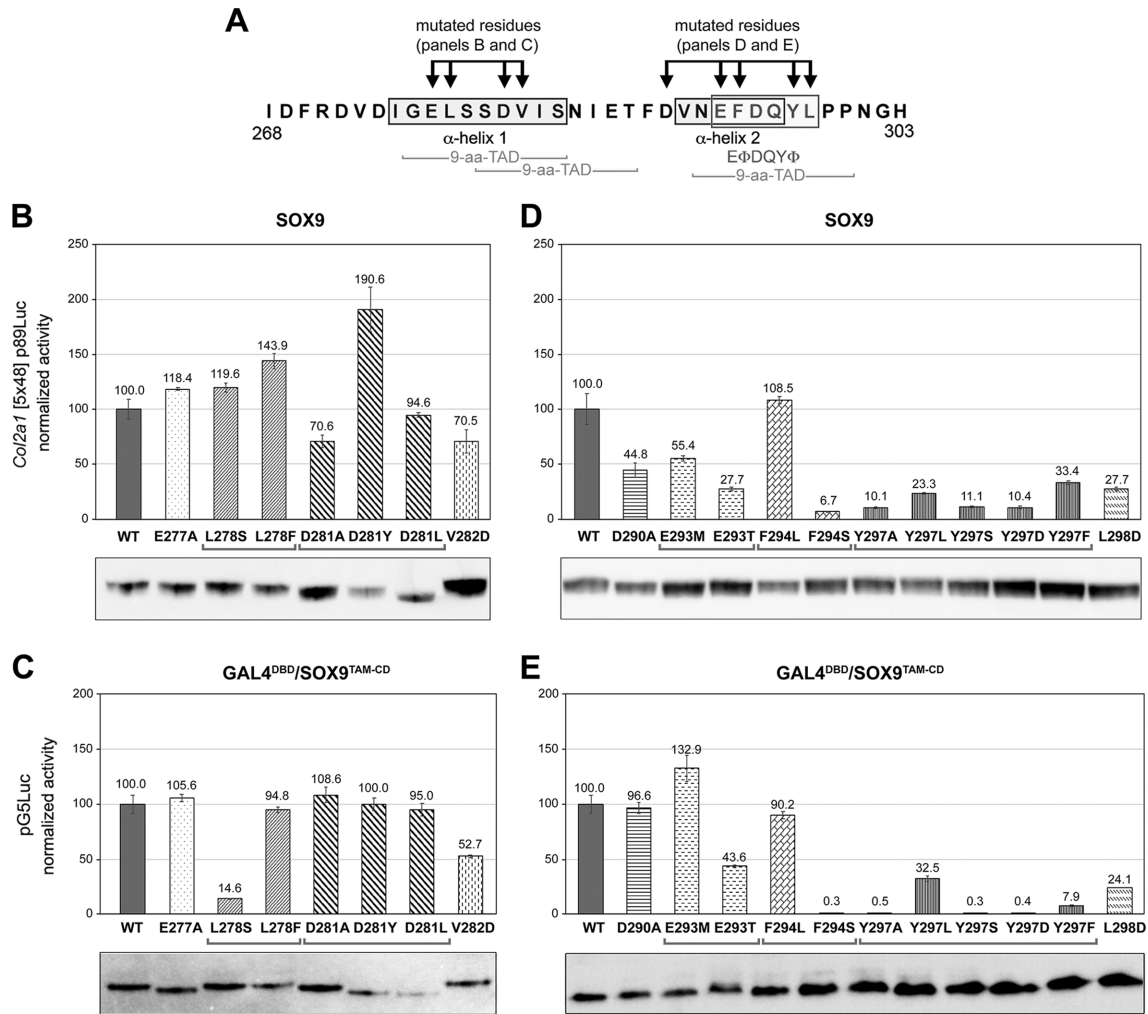 A
mutated residues
(panels B and C)
mutated residues
(panels D and E)
I D F R D V D I G E L S S D V I S N I E T F D V N E F D Q Y L P P N G H
268
303
α-helix 1
α-helix 2
9-aa-TAD
9-aa-TAD
EΦDQYΦ
9-aa-TAD
B
SOX9
Col2a1 [5x48] p89Luc
normalized activity
250
200
150
100
50
0
100.0
118.4
119.6
143.9
70.6
190.6
94.6
70.5
WT E277A L278S L278F D281A D281Y D281L V282D
D
SOX9
250
200
150
100
50
0
100.0
44.8
55.4
27.7
108.5
6.7
10.1
23.3
11.1
10.4
33.4
27.7
WT D290A E293M E293T F294L F294S Y297A Y297L Y297S Y297D Y297F L298D
C
GAL4DBD/SOX9TAM-CD
pG5Luc
normalized activity
200
150
100
50
0
100.0
105.6
14.6
94.8
108.6
100.0
95.0
52.7
WT E277A L278S L278F D281A D281Y D281L V282D
E
GAL4DBD/SOX9TAM-CD
200
150
100
50
0
100.0
96.6
132.9
43.6
90.2
0.3
0.5
32.5
0.3
0.4
7.9
24.1
WT D290A E293M E293T F294L F294S Y297A Y297L Y297S Y297D Y297F L298D